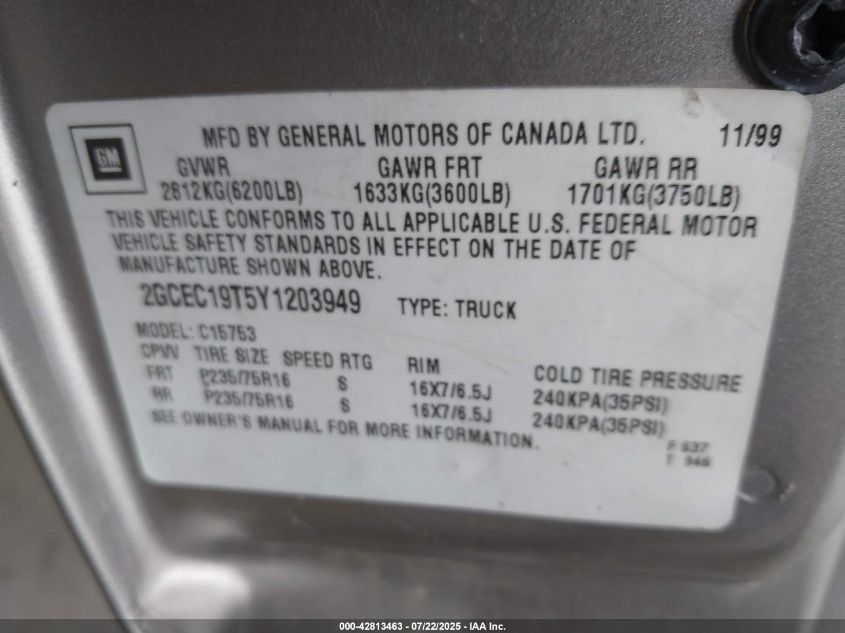 MFD BY GENERAL MOTORS OF CANADA LTD. 11/99
GM
GVWR GAWR FRT GAWR RR
2812KG(6200LB) 1633KG(3600LB) 1701KG(3750LB)
THIS VEHICLE CONFORMS TO ALL APPLICABLE U.S. FEDERAL MOTOR
VEHICLE SAFETY STANDARDS IN EFFECT ON THE DATE OF
MANUFACTURE SHOWN ABOVE.
2GCEC19T5Y1203949 TYPE: TRUCK
MODEL: C15753
CPVV TIRE SIZE SPEED RTG RIM COLD TIRE PRESSURE
FRT P235/75R16 S 16X7/6.5J 240KPA(35PSI)
RR P235/75R16 S 16X7/6.5J 240KPA(35PSI)
SEE OWNER'S MANUAL FOR MORE INFORMATION.
000-42813463 - 07/22/2025 - IAA Inc.